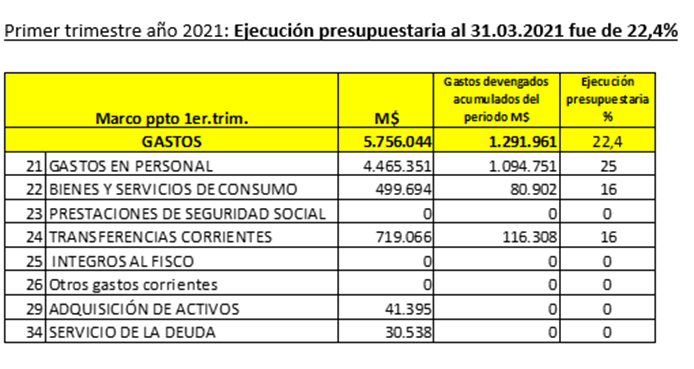 Primer trimestre año 2021: Ejecución presupuestaria al 31.03.2021 fue de 22,4%
Marco ppto 1er.trim. M$ Gastos devengados acumulados del periodo M$ Ejecución presupuestaria %
GASTOS 5.756.044 1.291.961 22,4
21 GASTOS EN PERSONAL 4.465.351 1.094.751 25
22 BIENES Y SERVICIOS DE CONSUMO 499.694 80.902 16
23 PRESTACIONES DE SEGURIDAD SOCIAL 0 0 0
24 TRANSFERENCIAS CORRIENTES 719.066 116.308 16
25 INTEGROS AL FISCO 0 0 0
26 Otros gastos corrientes 0 0 0
29 ADQUISICIÓN DE ACTIVOS 41.395 0 0
34 SERVICIO DE LA DEUDA 30.538 0 0